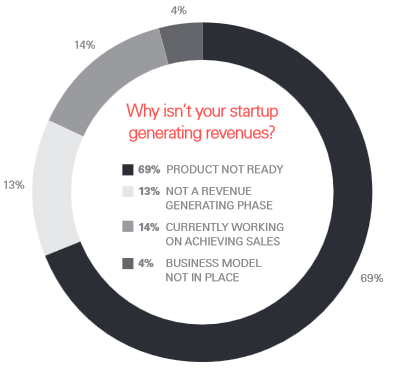 4%
14%
Why isn't your startup
generating revenues?
69% PRODUCT NOT READY
13% NOT A REVENUE
GENERATING PHASE
13%
14% CURRENTLY WORKING
ON ACHIEVING SALES
4% BUSINESS MODEL
NOT IN PLACE
69%